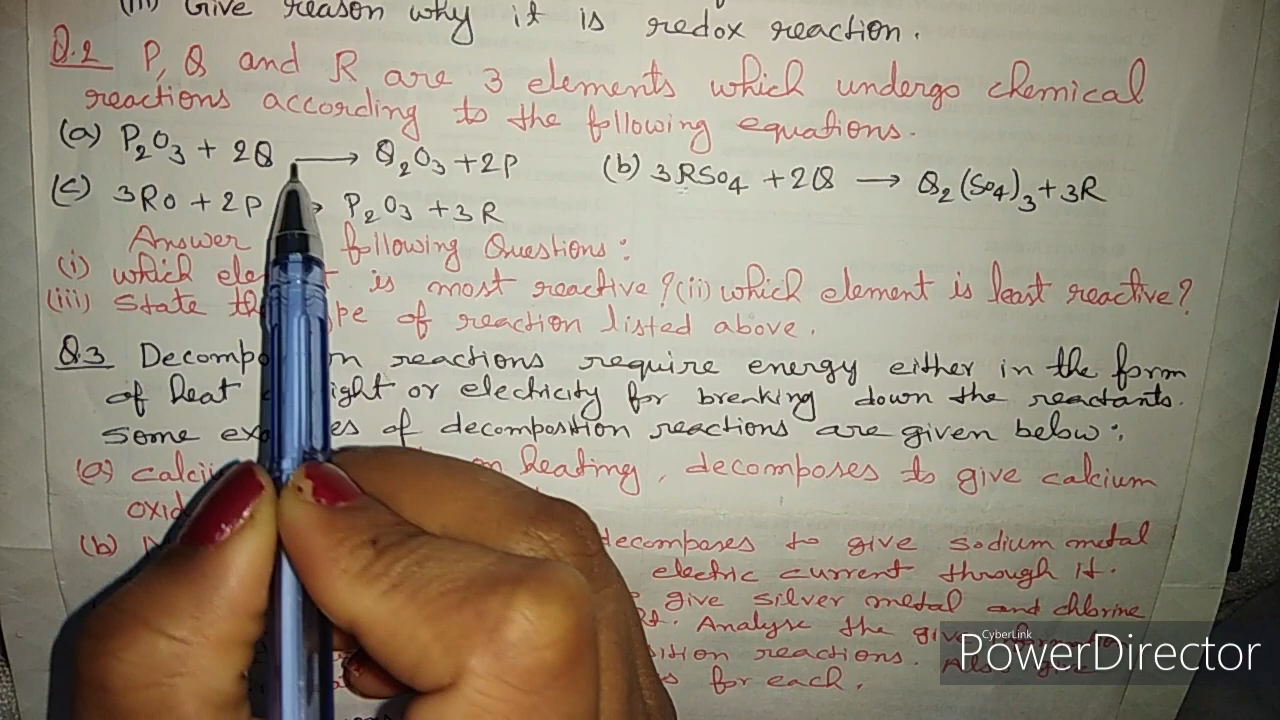 (iii) Give reason why it is redox reaction.
Q.2 P, Q and R are 3 elements which undergo chemical
reactions according to the following equations.
(a) P2O3 + 2Q → Q2O3 + 2P (b) 3RSO4 + 2Q → Q2(SO4)3 + 3R
(c) 3RO + 2P → P2O3 + 3R
Answer following Questions:
(i) which is most reactive? (ii) which element is least reactive?
(iii) State of reaction listed above.
Q.3 reactions require energy either in the form
of heat or electricity for breaking down the reactants.
Some of decomposition reactions are given below:
(a) on heating, decomposes to give calcium
(b) decomposes to give sodium metal
electric current through it.
give silver metal and chlorine
Analyse the
reactions.
for each.
CyberLink
PowerDirector